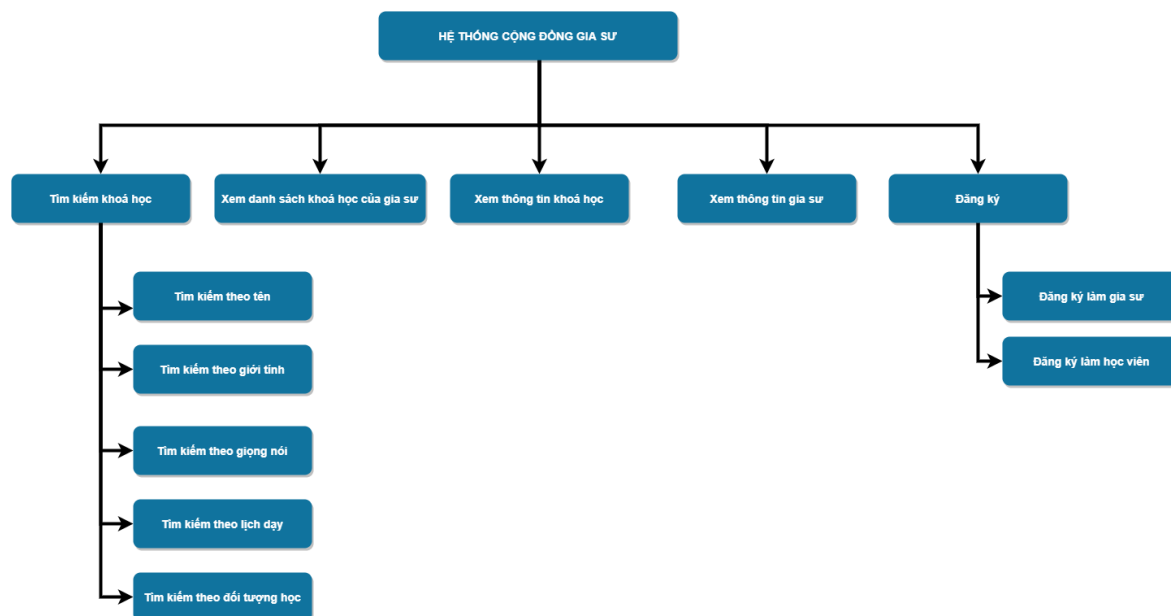 HỆ THỐNG CỘNG ĐỒNG GIA SƯ
Tìm kiếm khoá học
Xem danh sách khoá học của gia sư
Xem thông tin khoá học
Xem thông tin gia sư
Đăng ký
Tìm kiếm theo tên
Tìm kiếm theo giới tính
Tìm kiếm theo giọng nói
Tìm kiếm theo lịch dạy
Tìm kiếm theo đối tượng học
Đăng ký làm gia sư
Đăng ký làm học viên